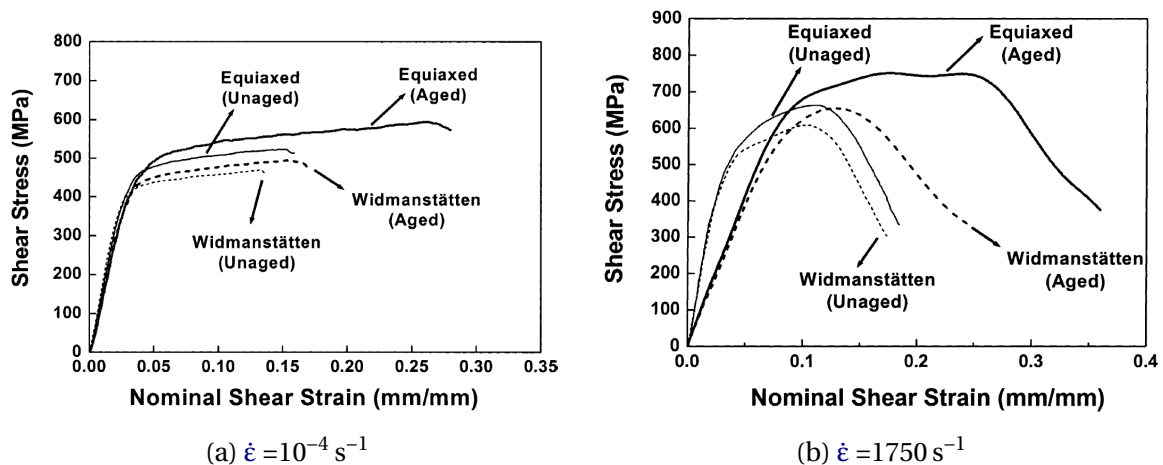 800
700
600
500
400
300
200
100
0
Shear Stress (MPa)
Equiaxed
(Unaged)
Equiaxed
(Aged)
Widmanstätten
(Aged)
Widmanstätten
(Unaged)
0.00 0.05 0.10 0.15 0.20 0.25 0.30 0.35
Nominal Shear Strain (mm/mm)
(a) ε̇ =10⁻⁴ s⁻¹
900
800
700
600
500
400
300
200
100
0
Shear Stress (MPa)
Equiaxed
(Unaged)
Equiaxed
(Aged)
Widmanstätten
(Unaged)
Widmanstätten
(Aged)
0.0 0.1 0.2 0.3 0.4
Nominal Shear Strain (mm/mm)
(b) ε̇ =1750 s⁻¹